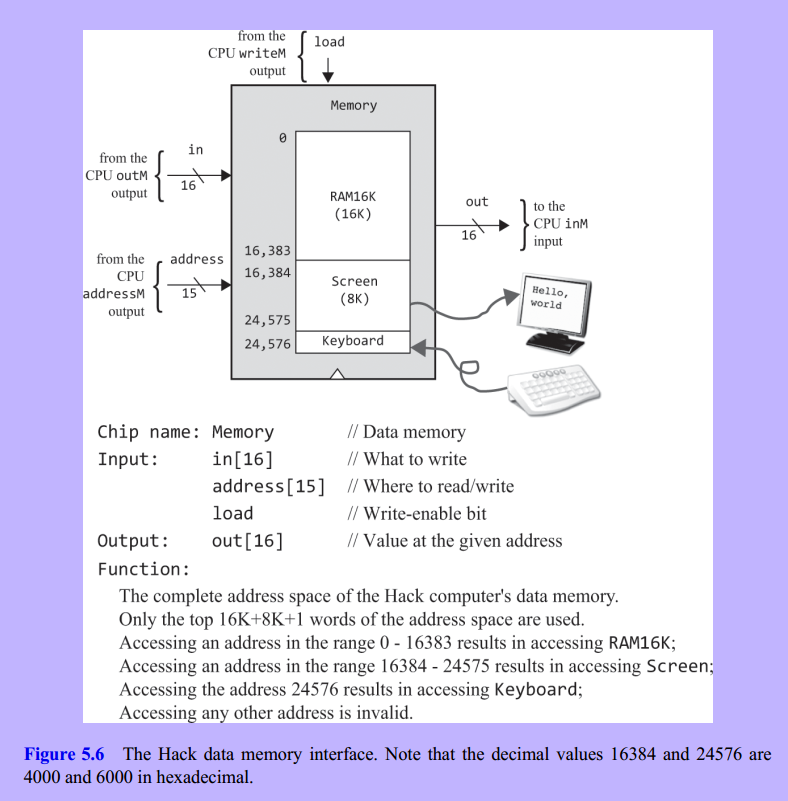 from the
CPU writeM
output
load
Memory
0
in
from the
CPU outM
output
16
RAM16K
(16K)
out
16
to the
CPU inM
input
16,383
from the
CPU
addressM
output
address
15
16,384
Screen
(8K)
Hello,
world
24,575
24,576
Keyboard
Chip name: Memory // Data memory
Input: in[16] // What to write
address[15] // Where to read/write
load // Write-enable bit
Output: out[16] // Value at the given address
Function:
The complete address space of the Hack computer's data memory.
Only the top 16K+8K+1 words of the address space are used.
Accessing an address in the range 0 - 16383 results in accessing RAM16K;
Accessing an address in the range 16384 - 24575 results in accessing Screen;
Accessing the address 24576 results in accessing Keyboard;
Accessing any other address is invalid.
Figure 5.6 The Hack data memory interface. Note that the decimal values 16384 and 24576 are
4000 and 6000 in hexadecimal.